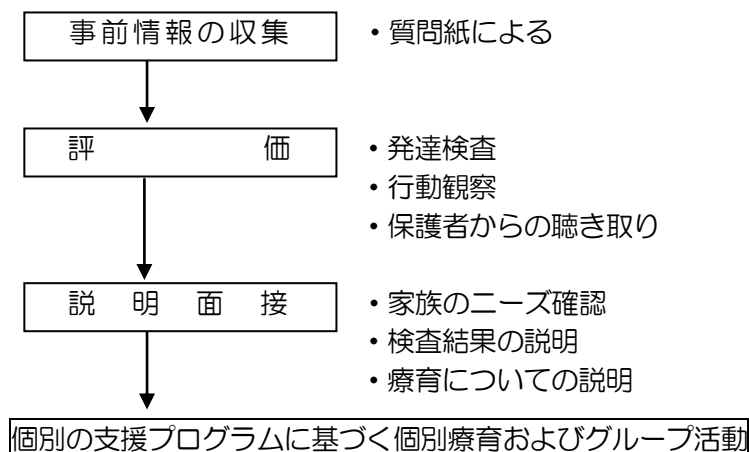 事前情報の収集 ・質問紙による
評価 ・発達検査
・行動観察
・保護者からの聴き取り
説明面接 ・家族のニーズ確認
・検査結果の説明
・療育についての説明
個別の支援プログラムに基づく個別療育およびグループ活動